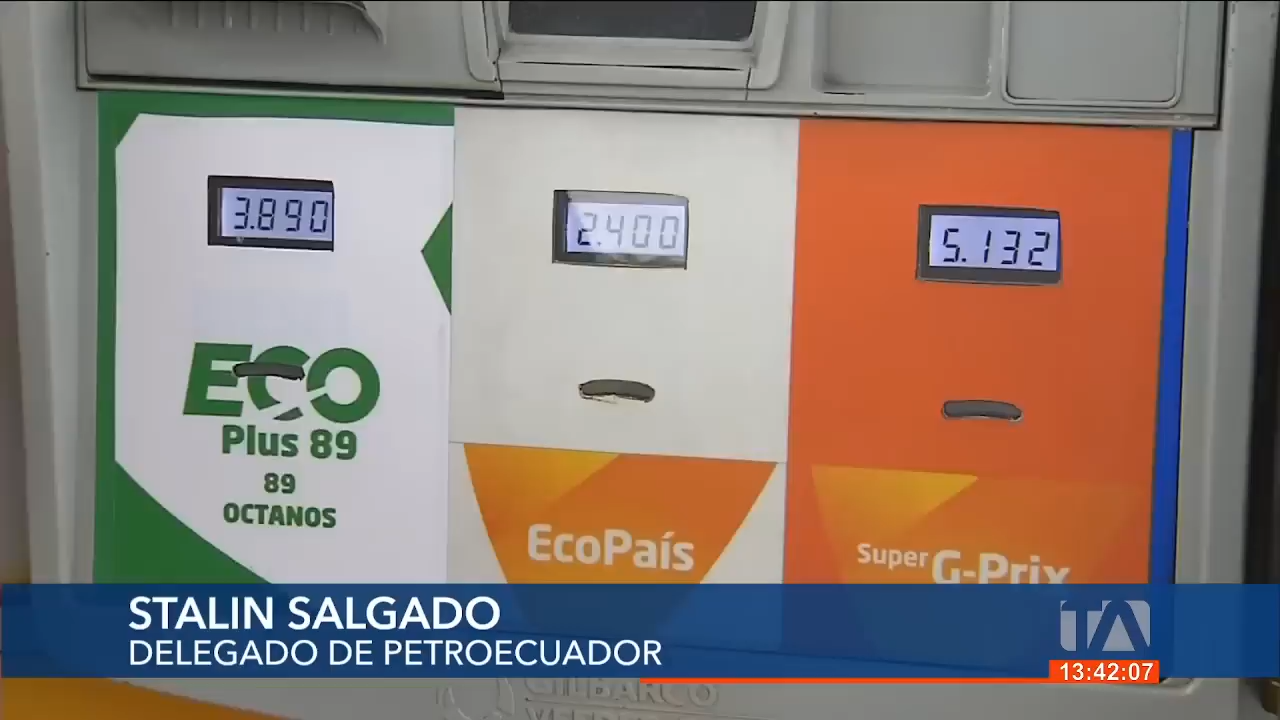 3.890
2.400
5.132
ECO
Plus 89
89
OCTANOS
EcoPaís
Super G-Prix
STALIN SALGADO
DELEGADO DE PETROECUADOR
TA
13:42:07
GILBARCO